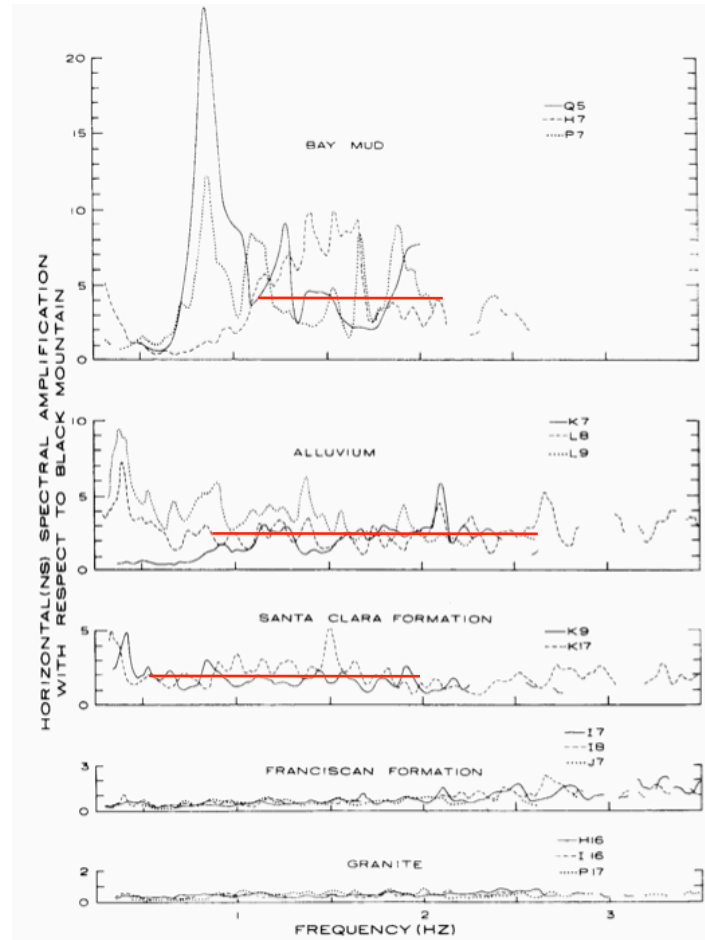 20
Q5
H7
P7
15
BAY MUD
10
5
0
HORIZONTAL(NS) SPECTRAL AMPLIFICATION
WITH RESPECT TO BLACK MOUNTAIN
10
K7
L8
L9
ALLUVIUM
5
0
SANTA CLARA FORMATION
5
K9
K17
0
I7
I8
J7
3
FRANCISCAN FORMATION
0
H16
I 16
P17
2
GRANITE
0
1
2
3
FREQUENCY (HZ)